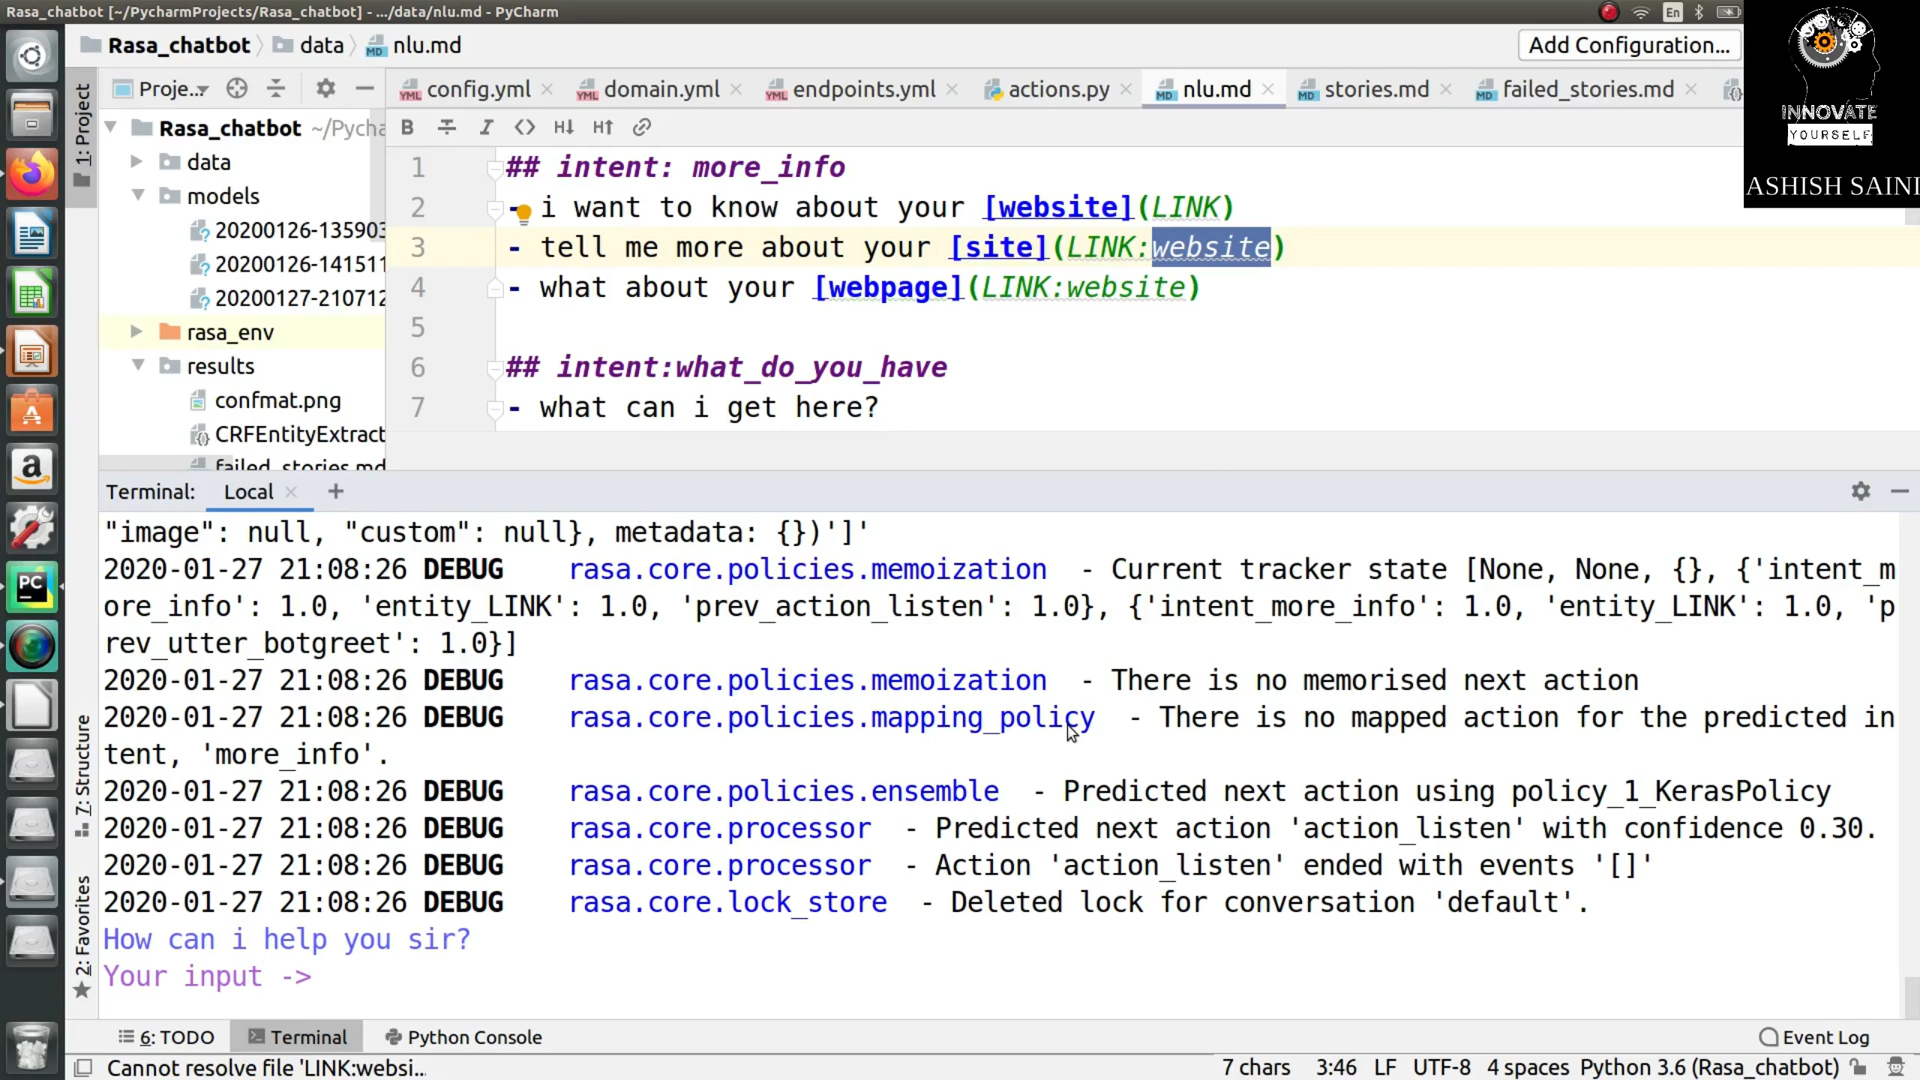 Rasa_chatbot [~/PycharmProjects/Rasa_chatbot] - .../data/nlu.md - PyCharm
En
Rasa_chatbot
data
nlu.md
Add Configuration...
INNOVATE
YOURSELF
ASHISH SAINI
1: Project
Proje...
config.yml
domain.yml
endpoints.yml
actions.py
nlu.md
stories.md
failed_stories.md
Rasa_chatbot ~/Pycha
data
models
20200126-135903
20200126-141511
20200127-210712
rasa_env
results
confmat.png
CRFEntityExtract
failed_stories.md
1 ## intent: more_info
2 - i want to know about your [website](LINK)
3 - tell me more about your [site](LINK:website)
4 - what about your [webpage](LINK:website)
5
6 ## intent:what_do_you_have
7 - what can i get here?
Terminal: Local
"image": null, "custom": null}, metadata: {})']'
2020-01-27 21:08:26 DEBUG rasa.core.policies.memoization - Current tracker state [None, None, {}, {'intent_m
ore_info': 1.0, 'entity_LINK': 1.0, 'prev_action_listen': 1.0}, {'intent_more_info': 1.0, 'entity_LINK': 1.0, 'p
rev_utter_botgreet': 1.0}]
2020-01-27 21:08:26 DEBUG rasa.core.policies.memoization - There is no memorised next action
2020-01-27 21:08:26 DEBUG rasa.core.policies.mapping_policy - There is no mapped action for the predicted in
tent, 'more_info'.
2020-01-27 21:08:26 DEBUG rasa.core.policies.ensemble - Predicted next action using policy_1_KerasPolicy
2020-01-27 21:08:26 DEBUG rasa.core.processor - Predicted next action 'action_listen' with confidence 0.30.
2020-01-27 21:08:26 DEBUG rasa.core.processor - Action 'action_listen' ended with events '[]'
2020-01-27 21:08:26 DEBUG rasa.core.lock_store - Deleted lock for conversation 'default'.
How can i help you sir?
Your input ->
7: Structure
2: Favorites
6: TODO
Terminal
Python Console
Event Log
Cannot resolve file 'LINK:websi...
7 chars 3:46 LF UTF-8 4 spaces Python 3.6 (Rasa_chatbot)